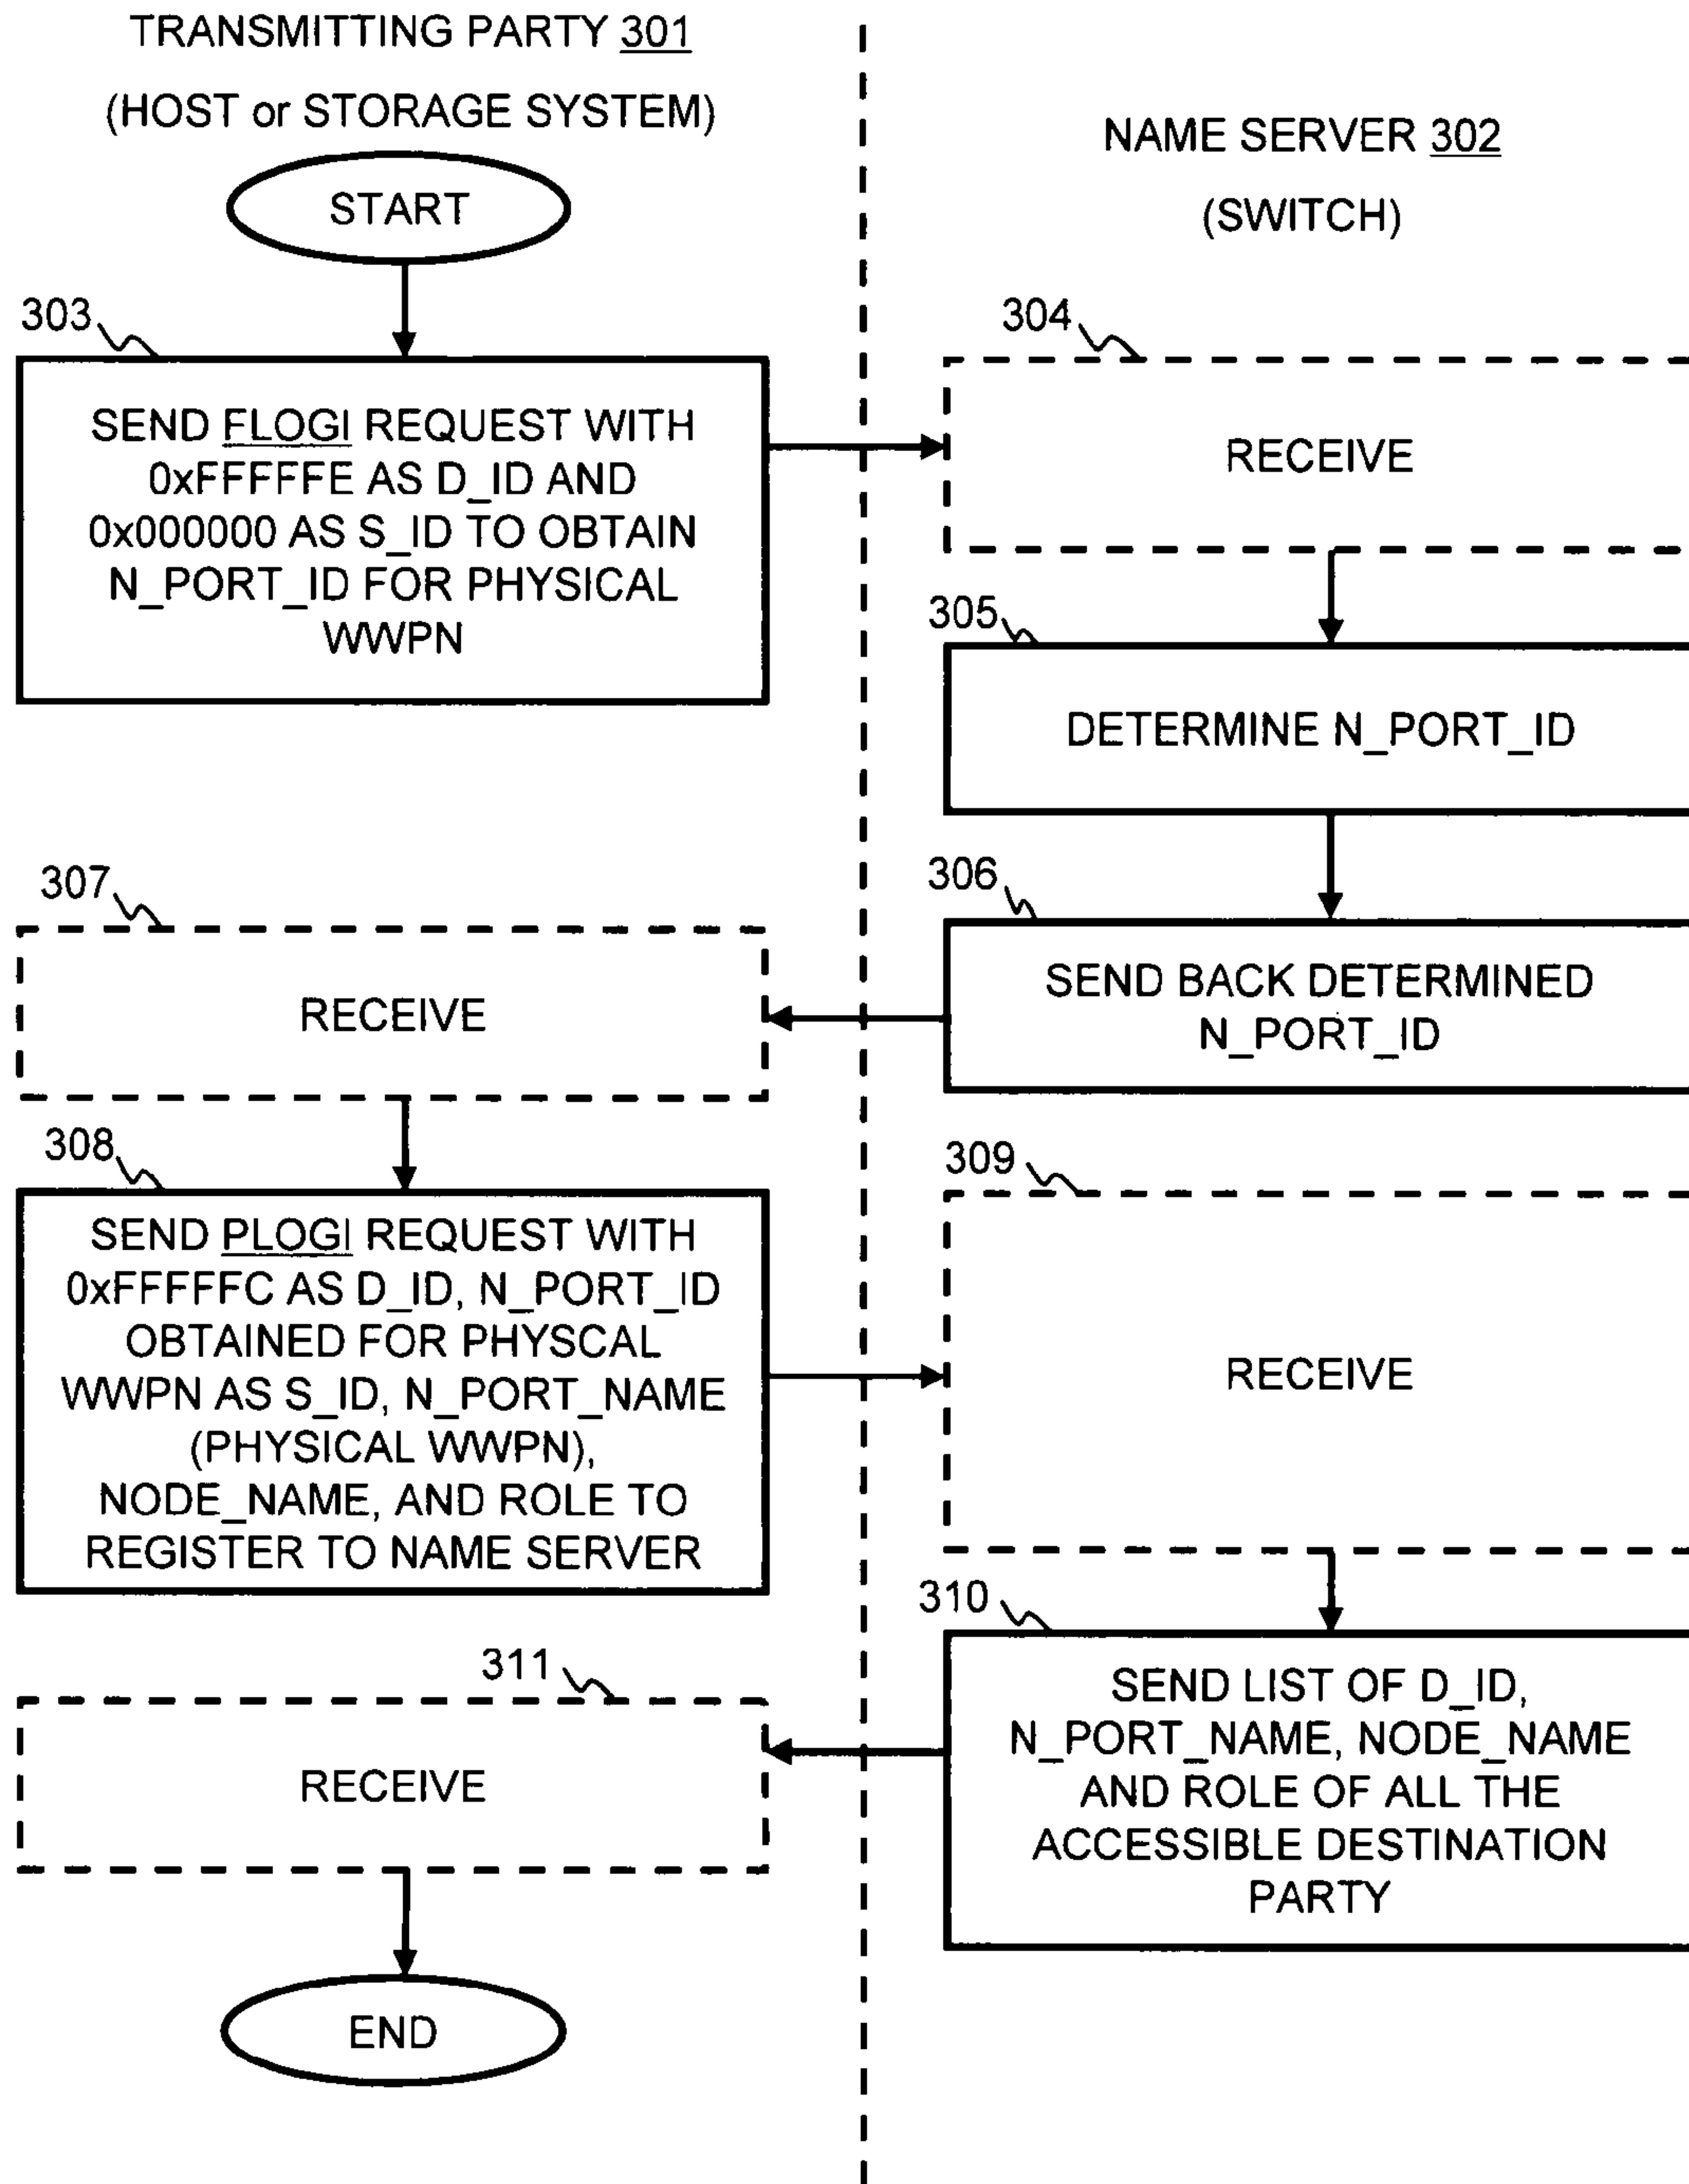 TRANSMITTING PARTY 301
(HOST or STORAGE SYSTEM)
NAME SERVER 302
(SWITCH)
START
303
SEND FLOGI REQUEST WITH
0xFFFFFE AS D_ID AND
0x000000 AS S_ID TO OBTAIN
N_PORT_ID FOR PHYSICAL
WWPN
304
RECEIVE
305
DETERMINE N_PORT_ID
306
SEND BACK DETERMINED
N_PORT_ID
307
RECEIVE
308
SEND PLOGI REQUEST WITH
0xFFFFFC AS D_ID, N_PORT_ID
OBTAINED FOR PHYSCAL
WWPN AS S_ID, N_PORT_NAME
(PHYSICAL WWPN),
NODE_NAME, AND ROLE TO
REGISTER TO NAME SERVER
309
RECEIVE
310
SEND LIST OF D_ID,
N_PORT_NAME, NODE_NAME
AND ROLE OF ALL THE
ACCESSIBLE DESTINATION
PARTY
311
RECEIVE
END